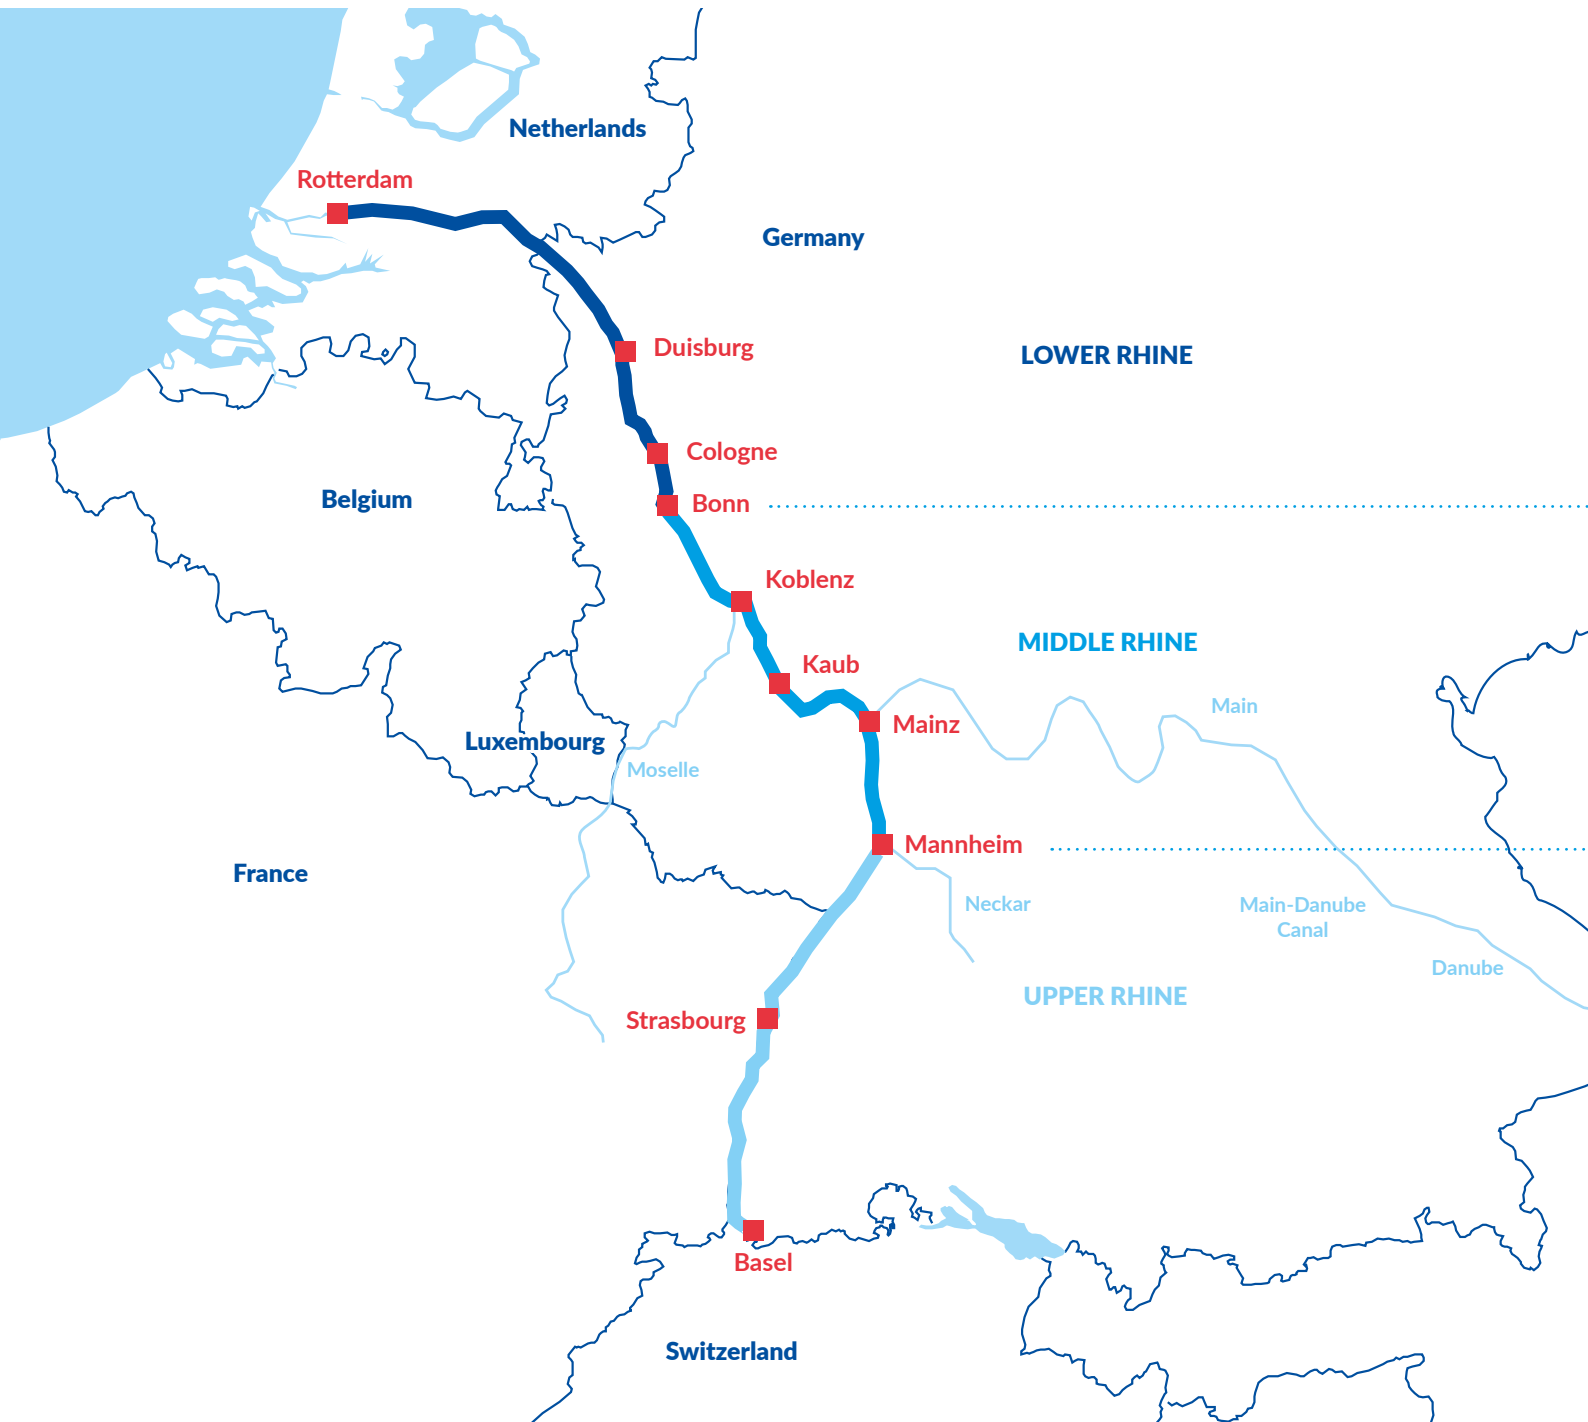 Netherlands
Rotterdam
Germany
Duisburg
LOWER RHINE
Cologne
Belgium
Bonn
Koblenz
MIDDLE RHINE
Kaub
Main
Mainz
Luxembourg
Moselle
Mannheim
France
Neckar
Main-Danube
Canal
Danube
UPPER RHINE
Strasbourg
Basel
Switzerland